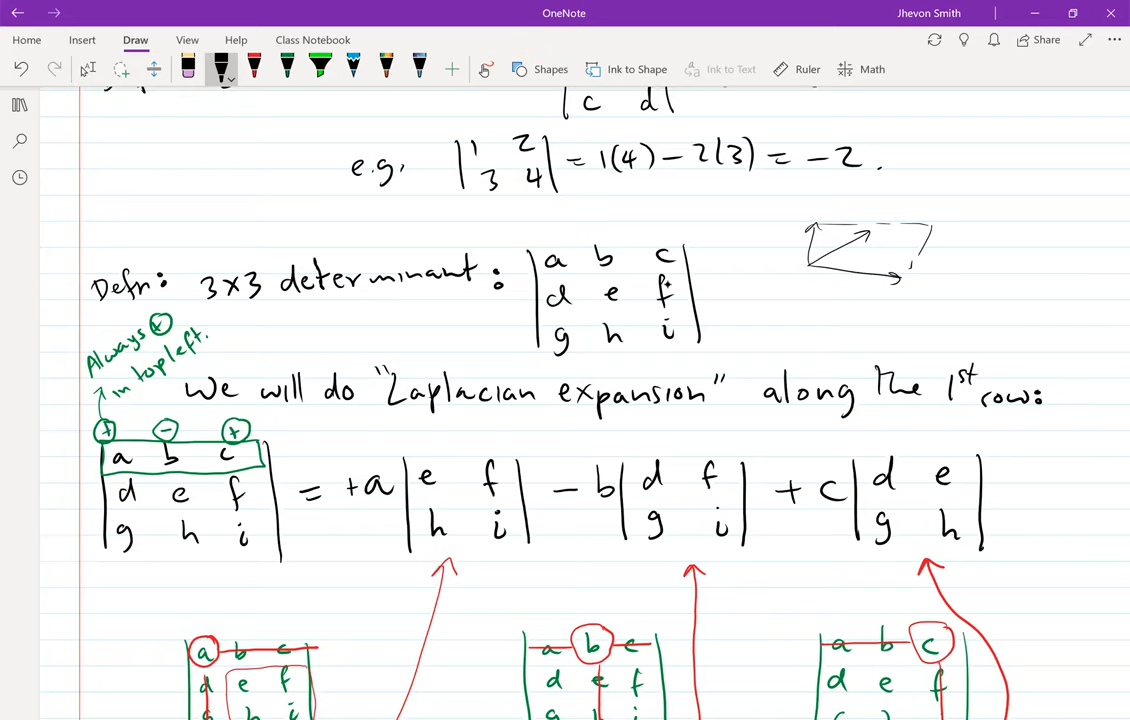 OneNote
Jhevon Smith
Home Insert Draw View Help Class Notebook
Share
Shapes Ink to Shape Ink to Text Ruler Math
c d
e.g. | 1 2 | = 1(4) - 2(3) = -2.
| 3 4 |
Defn: 3x3 determinant: | a b c |
| d e f |
| g h i |
Always +
in top left.
We will do "Laplacian expansion" along the 1st row:
+ - +
| a b c |
| d e f | = +a | e f | - b | d f | + c | d e |
| g h i | | h i | | g i | | g h |
a b c a b c a b c
d e f d e f d e f
h i